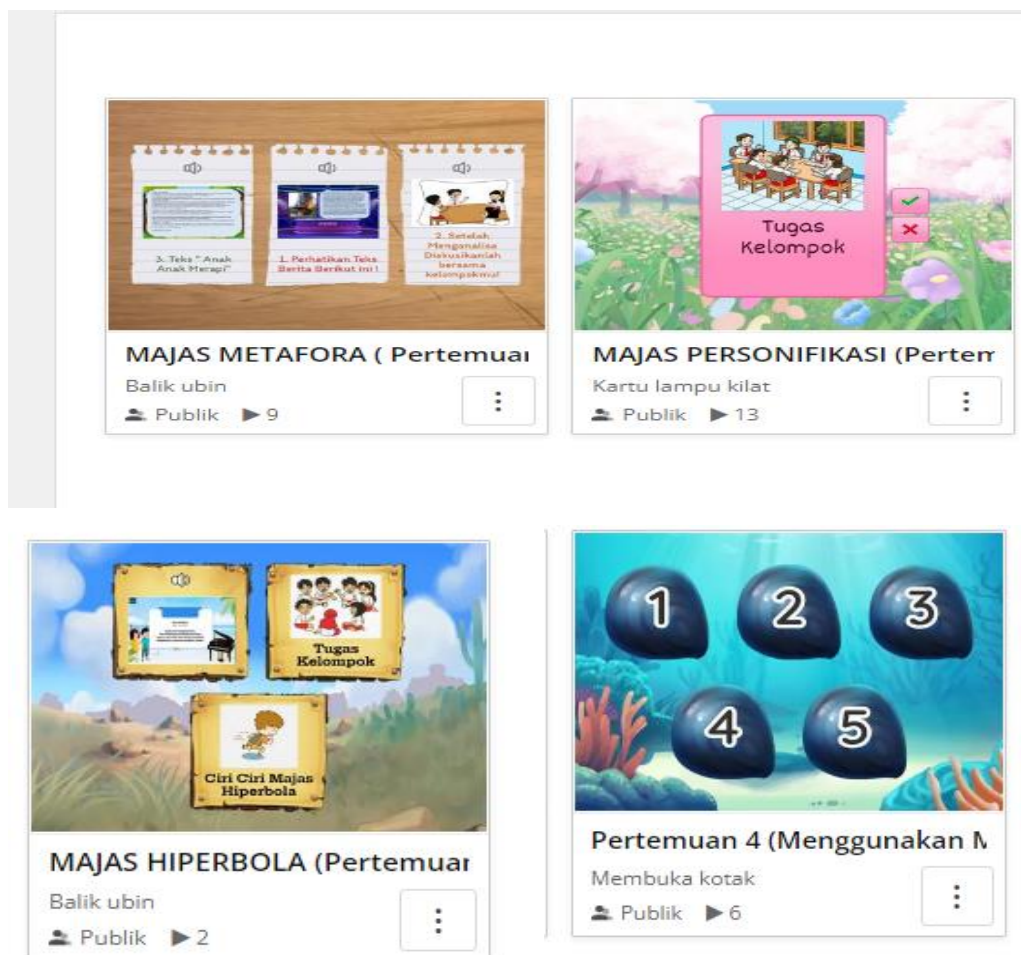 3. Teks " Anak
Anak Merapi"
1. Perhatikan Teks
Berita Berikut ini !
2. Setelah
Menganalisa
Diskusikanlah
bersama
kelompokmu!
MAJAS METAFORA ( Pertemuan
Balik ubin
Publik 9
Tugas
Kelompok
MAJAS PERSONIFIKASI (Pertem
Kartu lampu kilat
Publik 13
Tugas
Kelompok
Ciri Ciri Majas
Hiperbola
MAJAS HIPERBOLA (Pertemuan
Balik ubin
Publik 2
1
2
3
4
5
Pertemuan 4 (Menggunakan M
Membuka kotak
Publik 6